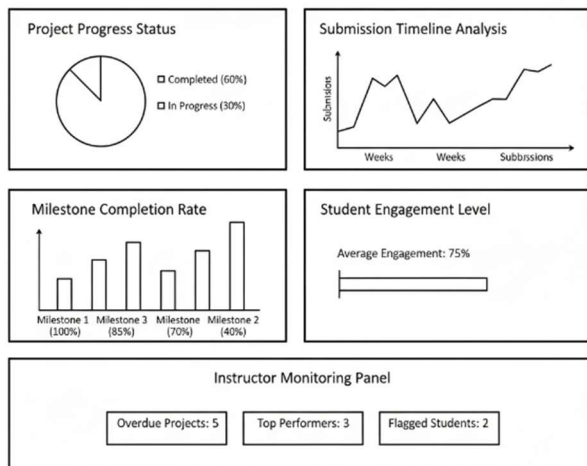 Project Progress Status
Completed (60%)
In Progress (30%)
Submission Timeline Analysis
Submissions
Weeks Weeks Subbrissions
Milestone Completion Rate
Milestone 1 Milestone 3 Milestone Milestone 2
(100%) (85%) (70%) (40%)
Student Engagement Level
Average Engagement: 75%
Instructor Monitoring Panel
Overdue Projects: 5
Top Performers: 3
Flagged Students: 2